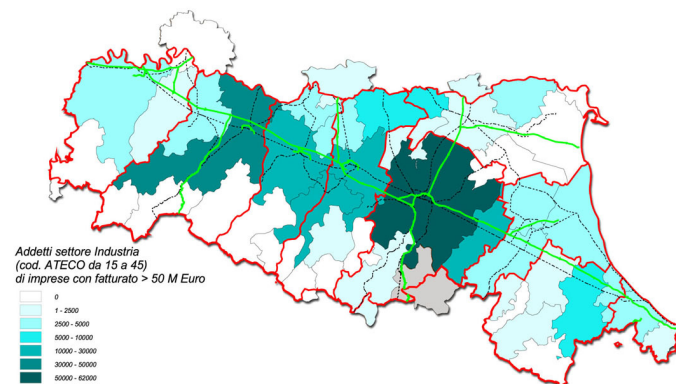 Addetti settore Industria
(cod. ATECO da 15 a 45)
di imprese con fatturato > 50 M Euro
0
1 - 2500
2500 - 5000
5000 - 10000
10000 - 30000
30000 - 50000
50000 - 62000